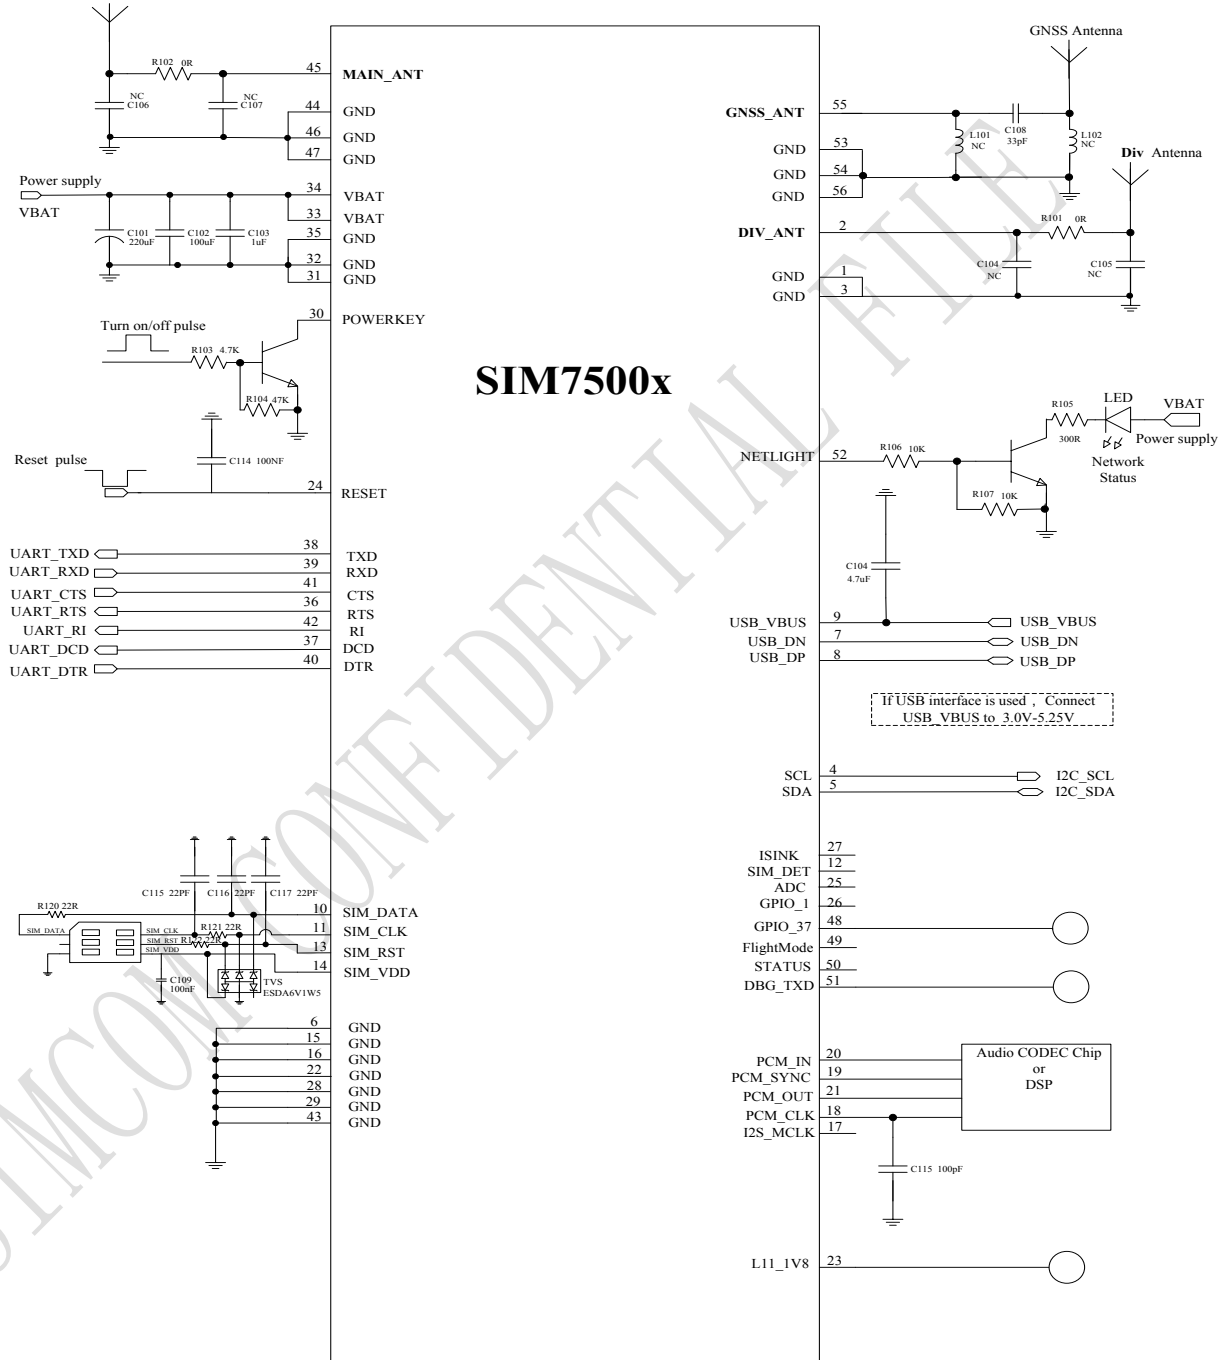 GNSS Antenna
R102 0R
45
MAIN_ANT
NC
C106
NC
C107
44
GND
46
GND
47
GND
GNSS_ANT
55
C108
33pF
L101
NC
L102
NC
GND
53
GND
54
GND
56
Div Antenna
Power supply
VBAT
34
VBAT
33
VBAT
35
GND
32
GND
31
GND
C101
220uF
C102
100uF
C103
1uF
DIV_ANT
2
R101 0R
C104
NC
C105
NC
GND
1
GND
3
30
POWERKEY
Turn on/off pulse
R103 4.7K
R104 47K
SIM7500x
C114 100NF
Reset pulse
24
RESET
NETLIGHT
52
R106 10K
R107 10K
R105
300R
LED
VBAT
Power supply
Network
Status
UART_TXD
38
TXD
UART_RXD
39
RXD
UART_CTS
41
CTS
UART_RTS
36
RTS
UART_RI
42
RI
UART_DCD
37
DCD
UART_DTR
40
DTR
C104
4.7uF
USB_VBUS
9
USB_VBUS
USB_DN
7
USB_DN
USB_DP
8
USB_DP
If USB interface is used , Connect
USB_VBUS to 3.0V-5.25V
SCL
4
I2C_SCL
SDA
5
I2C_SDA
ISINK
27
SIM_DET
12
ADC
25
GPIO_1
26
GPIO_37
48
FlightMode
49
STATUS
50
DBG_TXD
51
C115 22PF
C116 22PF
C117 22PF
R120 22R
SIM_DATA
SIM_CLK
R121 22R
SIM_RST
R122 22R
SIM_VDD
10
SIM_DATA
11
SIM_CLK
13
SIM_RST
14
SIM_VDD
C109
100nF
TVS
ESDA6V1W5
6
GND
15
GND
16
GND
22
GND
28
GND
29
GND
43
GND
PCM_IN
20
PCM_SYNC
19
PCM_OUT
21
PCM_CLK
18
I2S_MCLK
17
Audio CODEC Chip
or
DSP
C115 100pF
L11_1V8
23
SIMCOM CONFIDENTIAL FILE